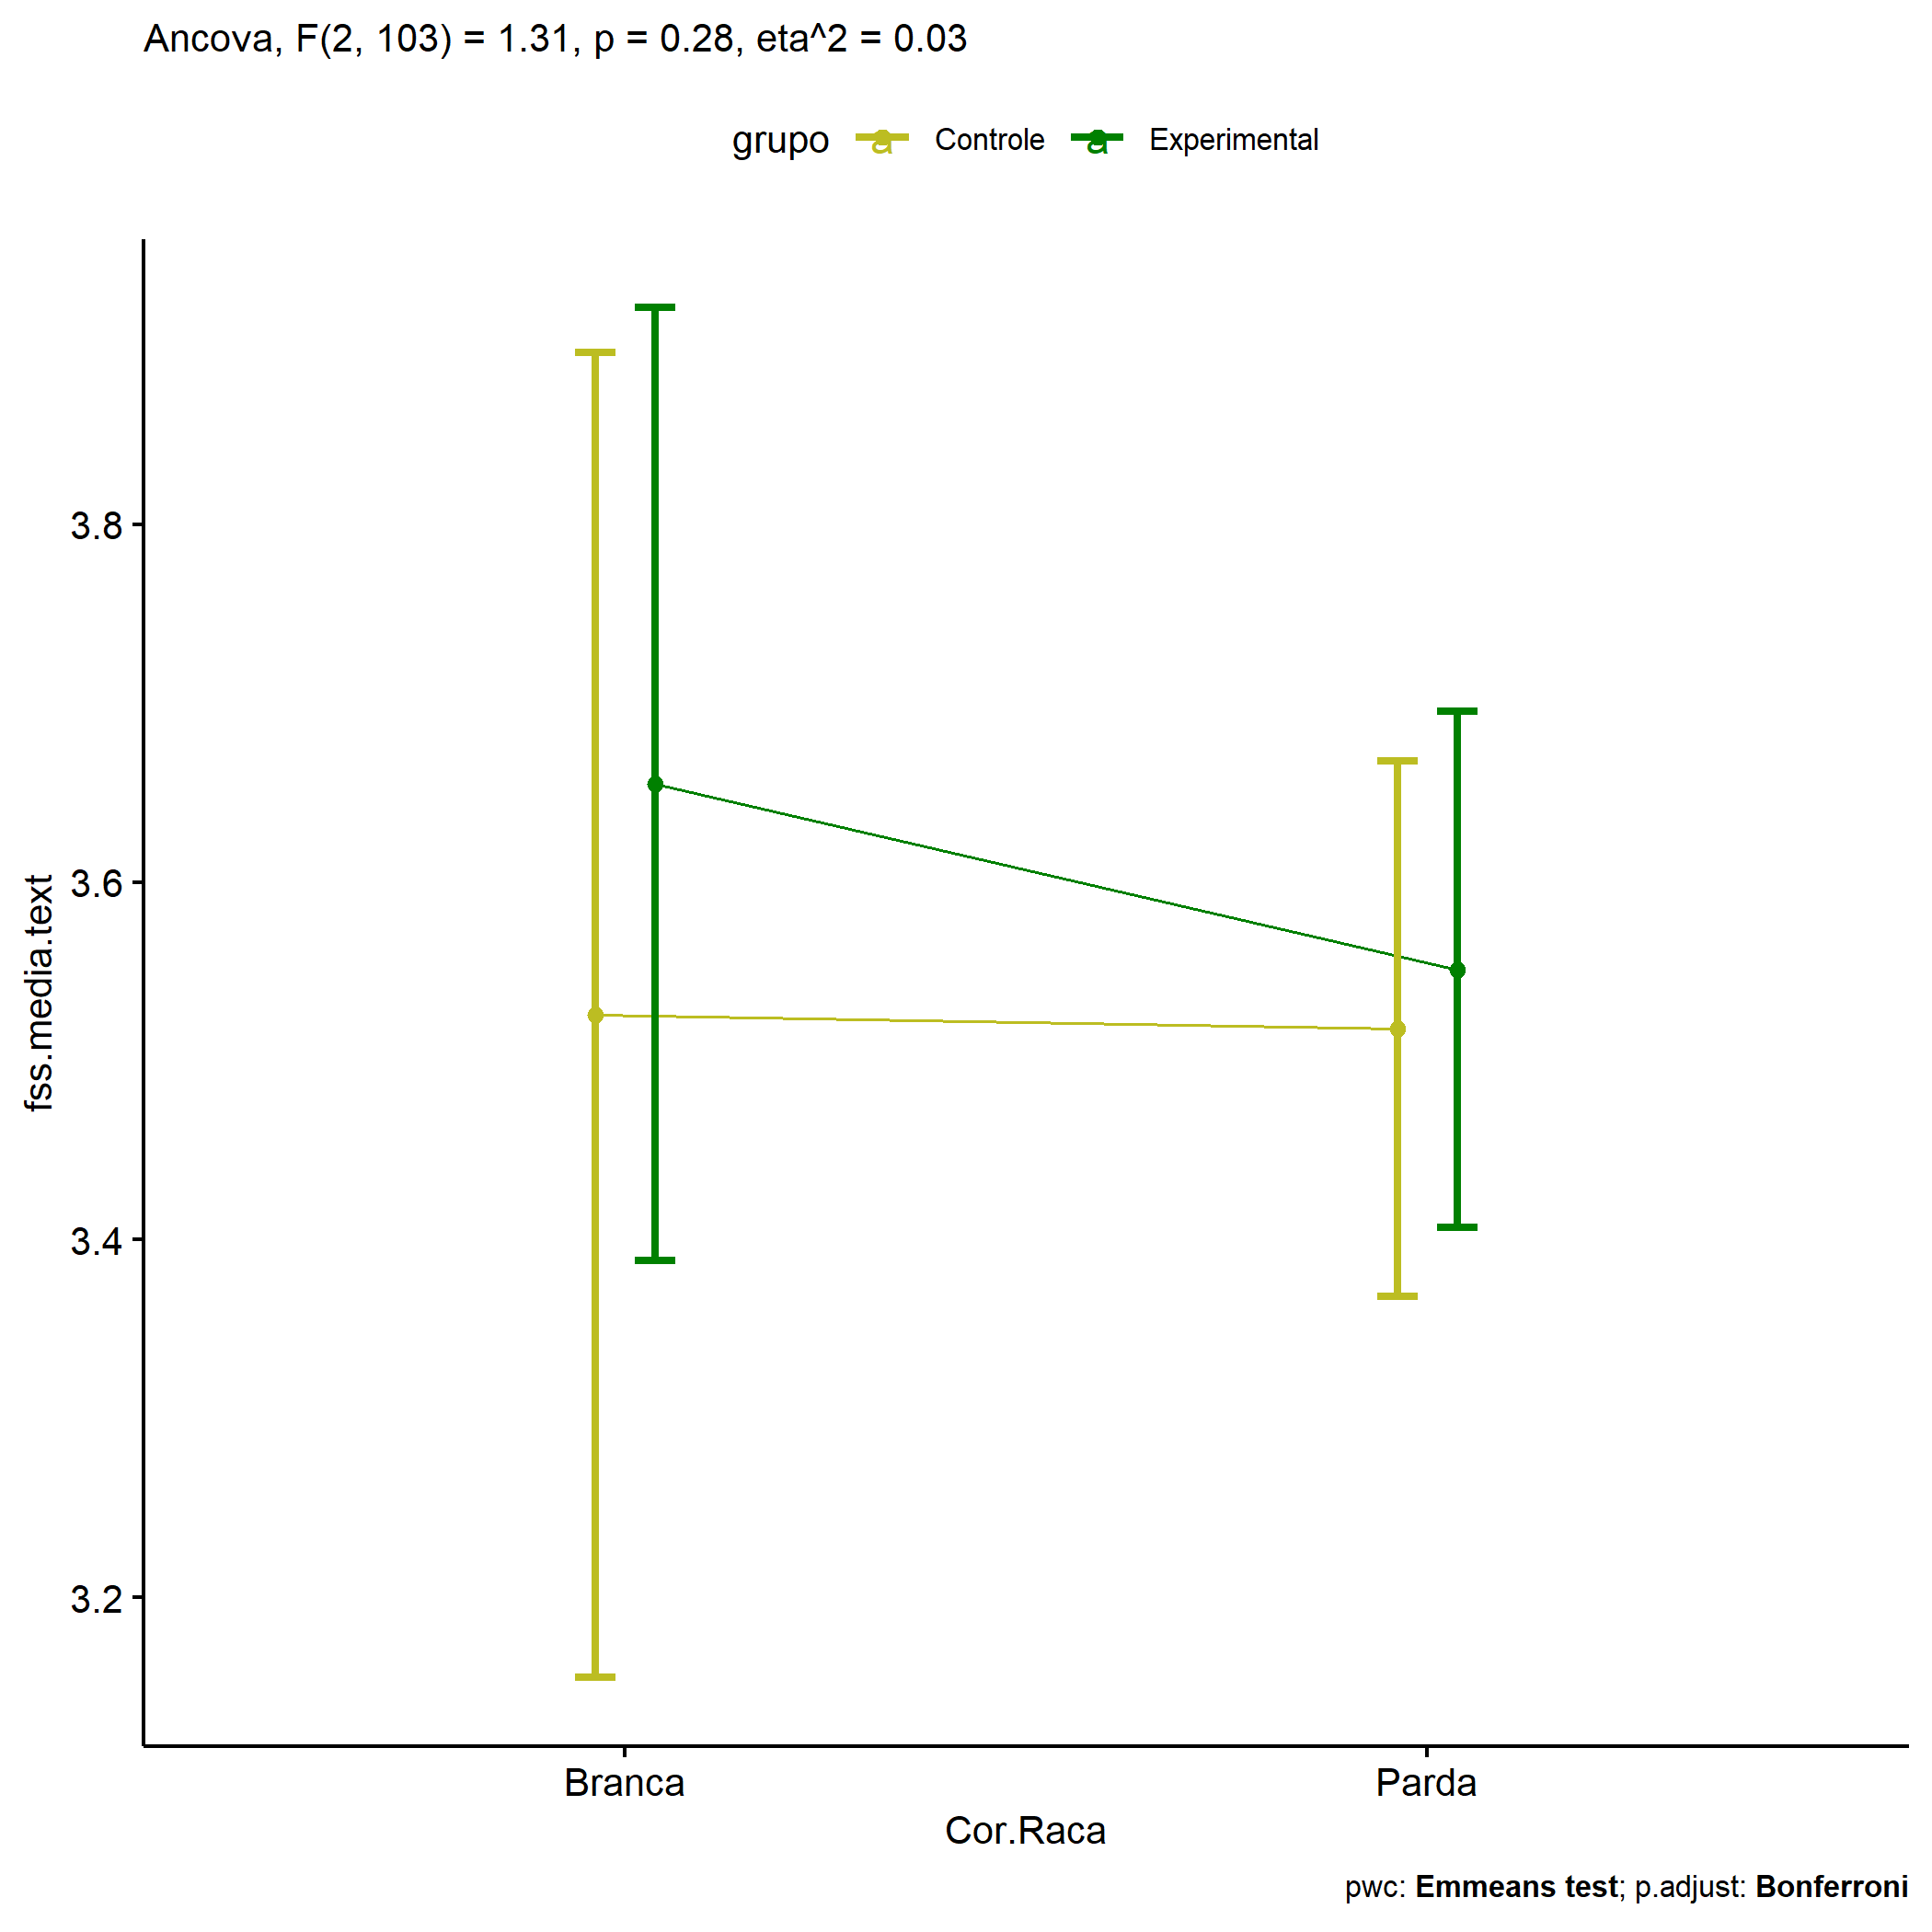 Ancova, F(2, 103) = 1.31, p = 0.28, eta^2 = 0.03
grupo a Controle a Experimental
3.8
3.6
3.4
3.2
fss.media.text
Branca Parda
Cor.Raca
pwc: Emmeans test; p.adjust: Bonferroni